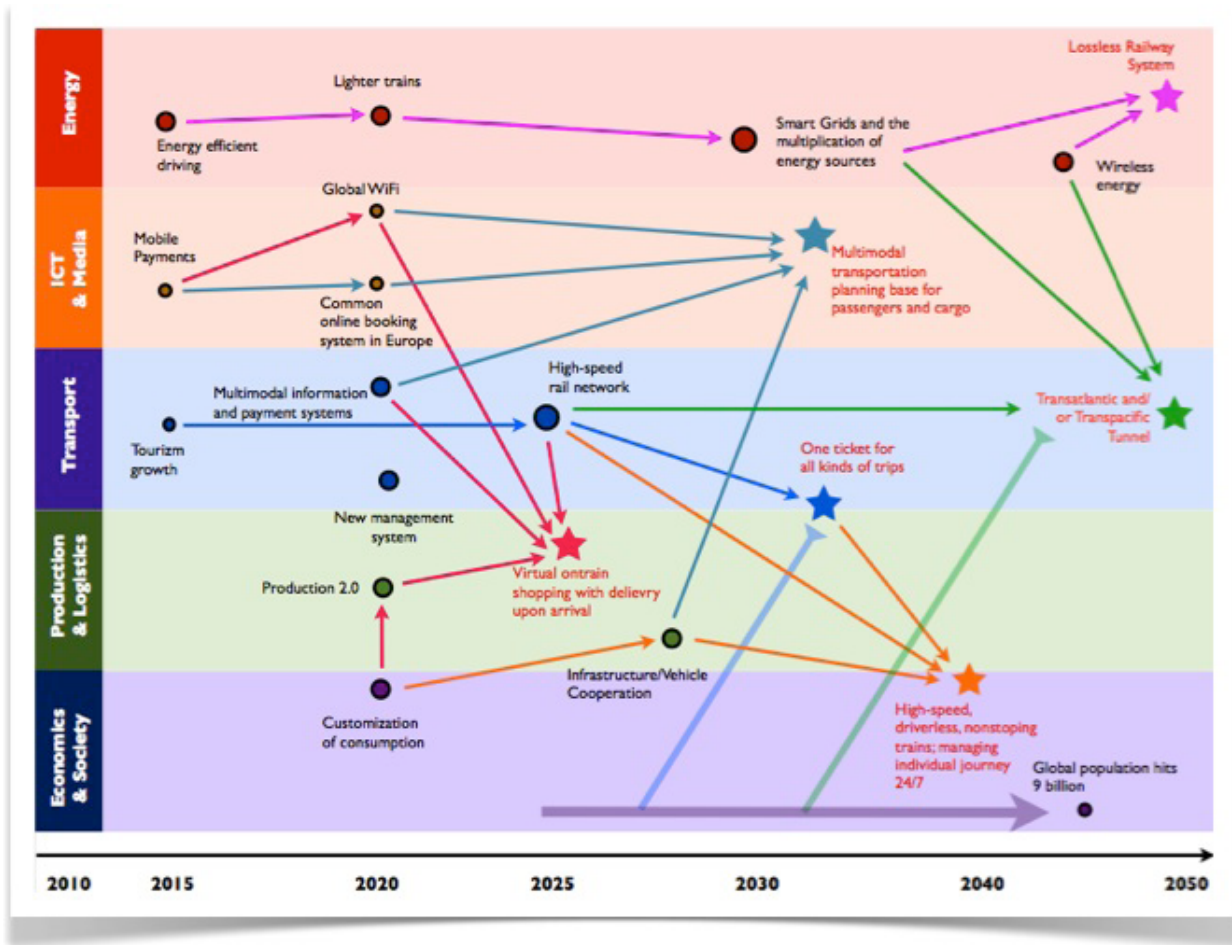 Energy
Lossless Railway
System
Lighter trains
Energy efficient
driving
Smart Grids and the
multiplication of
energy sources
Wireless
energy
ICT
& Media
Global WiFi
Mobile
Payments
Common
online booking
system in Europe
Multimodal
transportation
planning base for
passengers and cargo
Transport
High-speed
rail network
Multimodal information
and payment systems
Tourizm
growth
New management
system
One ticket for
all kinds of trips
Transatlantic and/
or Transpacific
Tunnel
Production
& Logistics
Production 2.0
Virtual ontrain
shopping with delievry
upon arrival
Infrastructure/Vehicle
Cooperation
Economics
& Society
Customization
of consumption
High-speed,
driverless, nonstoping
trains; managing
individual journey
24/7
Global population hits
9 billion
2010 2015 2020 2025 2030 2040 2050